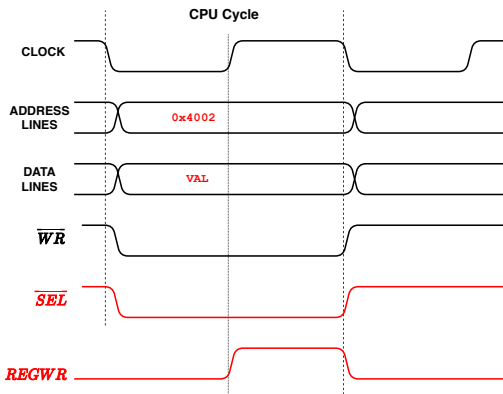 CPU Cycle
CLOCK
ADDRESS
LINES
0x4002
DATA
LINES
VAL
WR
SEL
REGWR